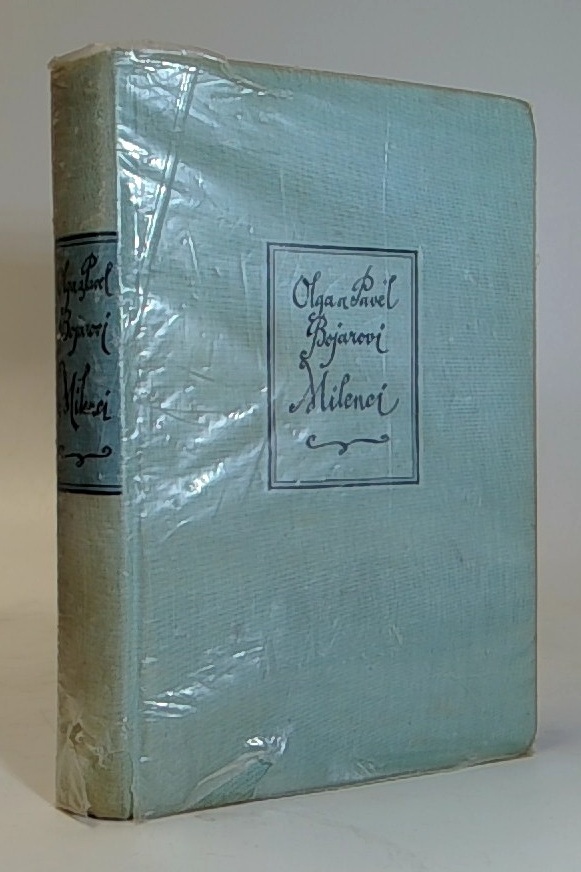 Olga a Pavel
Bojarovi
Milenci
Olga a Pavel
Bojarovi
Milenci